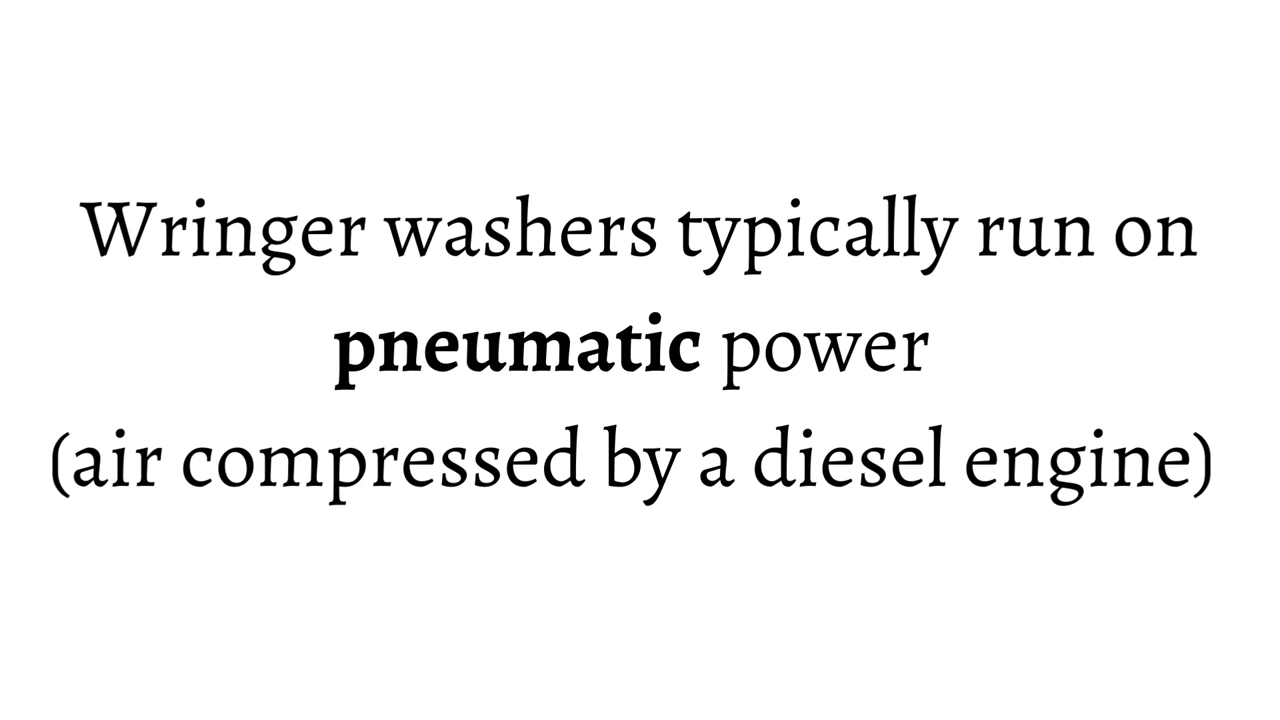 Wringer washers typically run on
pneumatic power
(air compressed by a diesel engine)